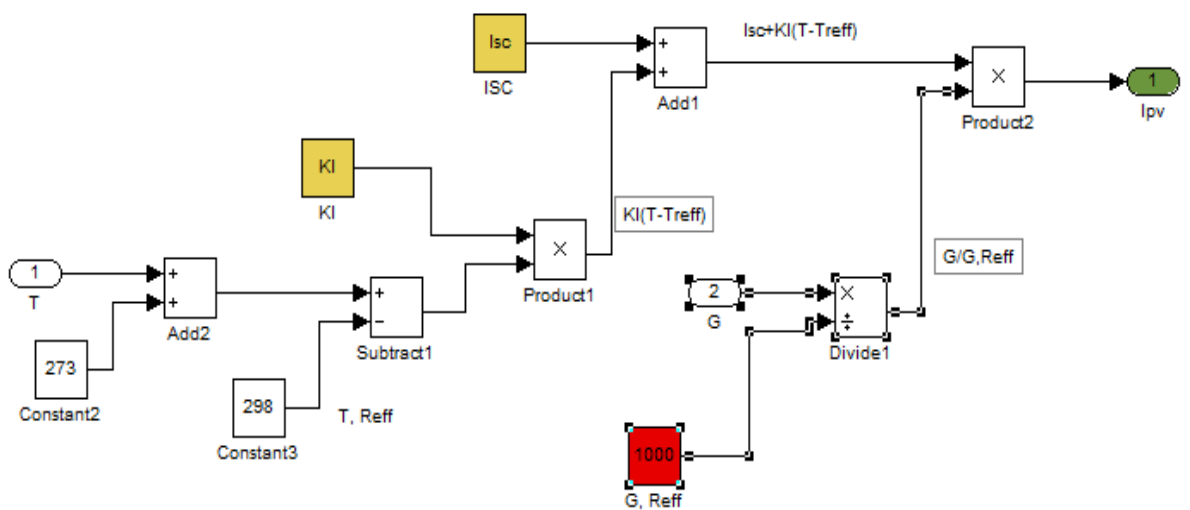 Isc
ISC
+
+
Add1
Isc+KI(T-Treff)
×
Product2
1
Ipv
KI
KI
KI(T-Treff)
×
Product1
G/G,Reff
1
T
+
+
Add2
+
−
Subtract1
2
G
×
÷
Divide1
273
Constant2
298
Constant3
T, Reff
1000
G, Reff